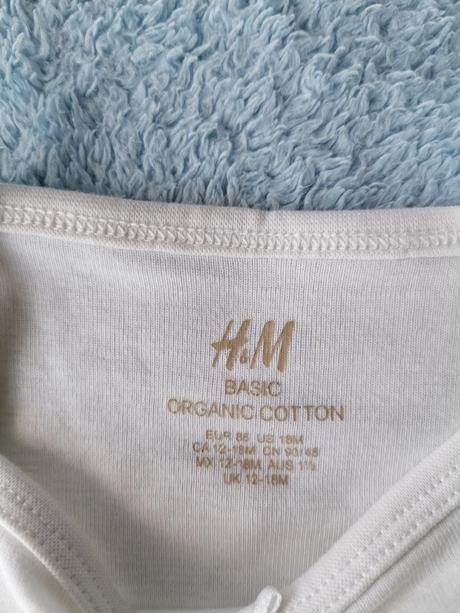 H&M
BASIC
ORGANIC COTTON
EUR 86 US 18M
CA 12-18M CN 90/48
MX 12-18M AUS 1½
UK 12-18M